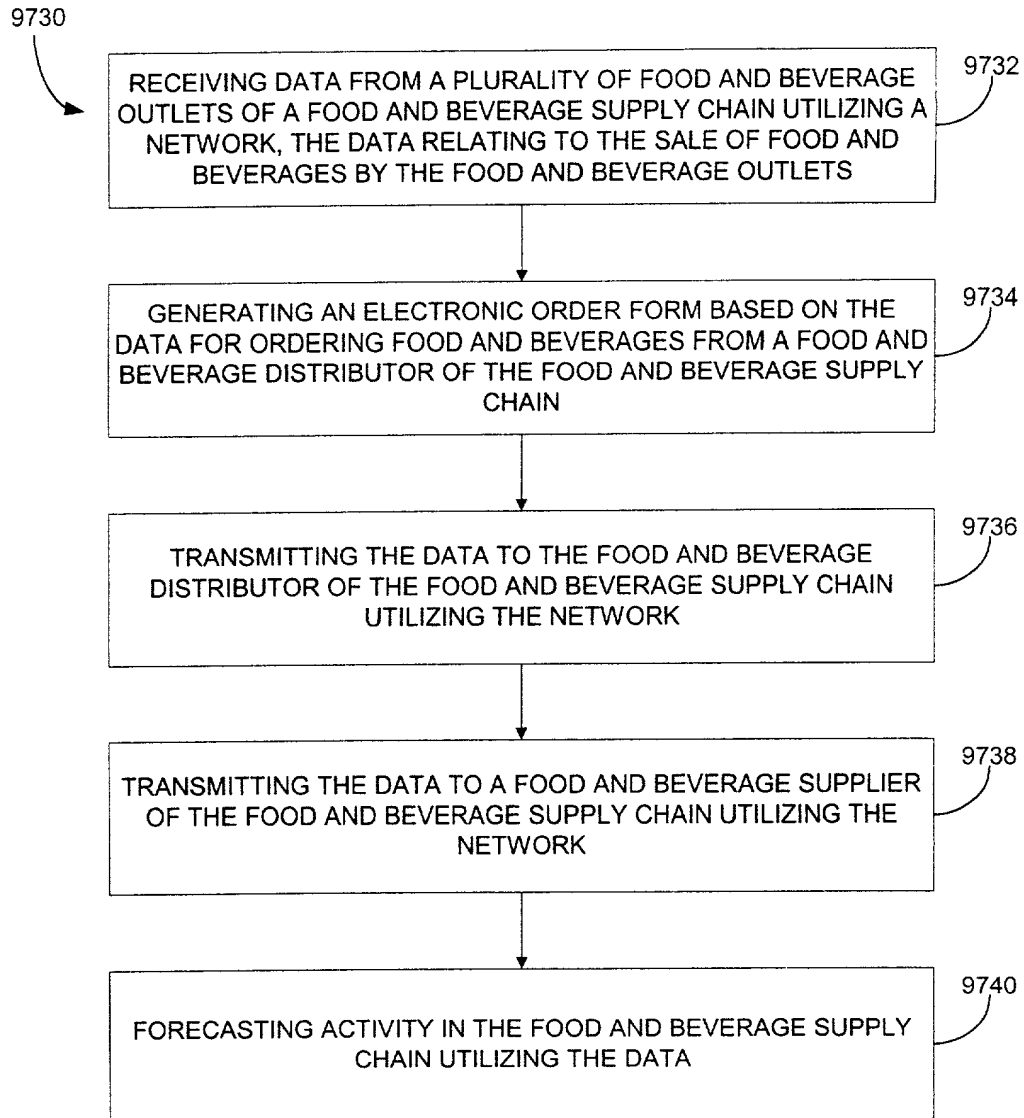 9730
RECEIVING DATA FROM A PLURALITY OF FOOD AND BEVERAGE
OUTLETS OF A FOOD AND BEVERAGE SUPPLY CHAIN UTILIZING A
NETWORK, THE DATA RELATING TO THE SALE OF FOOD AND
BEVERAGES BY THE FOOD AND BEVERAGE OUTLETS
9732
GENERATING AN ELECTRONIC ORDER FORM BASED ON THE
DATA FOR ORDERING FOOD AND BEVERAGES FROM A FOOD AND
BEVERAGE DISTRIBUTOR OF THE FOOD AND BEVERAGE SUPPLY
CHAIN
9734
TRANSMITTING THE DATA TO THE FOOD AND BEVERAGE
DISTRIBUTOR OF THE FOOD AND BEVERAGE SUPPLY CHAIN
UTILIZING THE NETWORK
9736
TRANSMITTING THE DATA TO A FOOD AND BEVERAGE SUPPLIER
OF THE FOOD AND BEVERAGE SUPPLY CHAIN UTILIZING THE
NETWORK
9738
FORECASTING ACTIVITY IN THE FOOD AND BEVERAGE SUPPLY
CHAIN UTILIZING THE DATA
9740